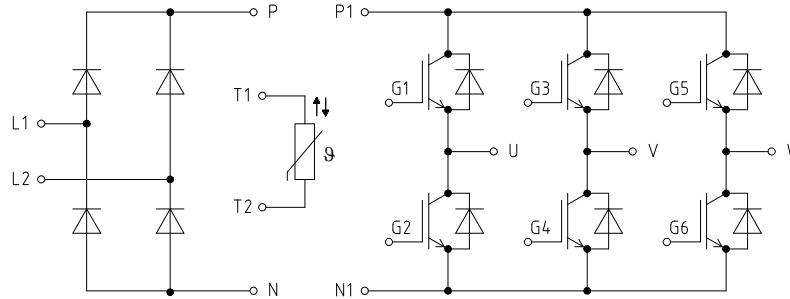 P P1
T1 G1 G3 G5
L1
ϑ U V
L2
T2 G2 G4 G6
N N1